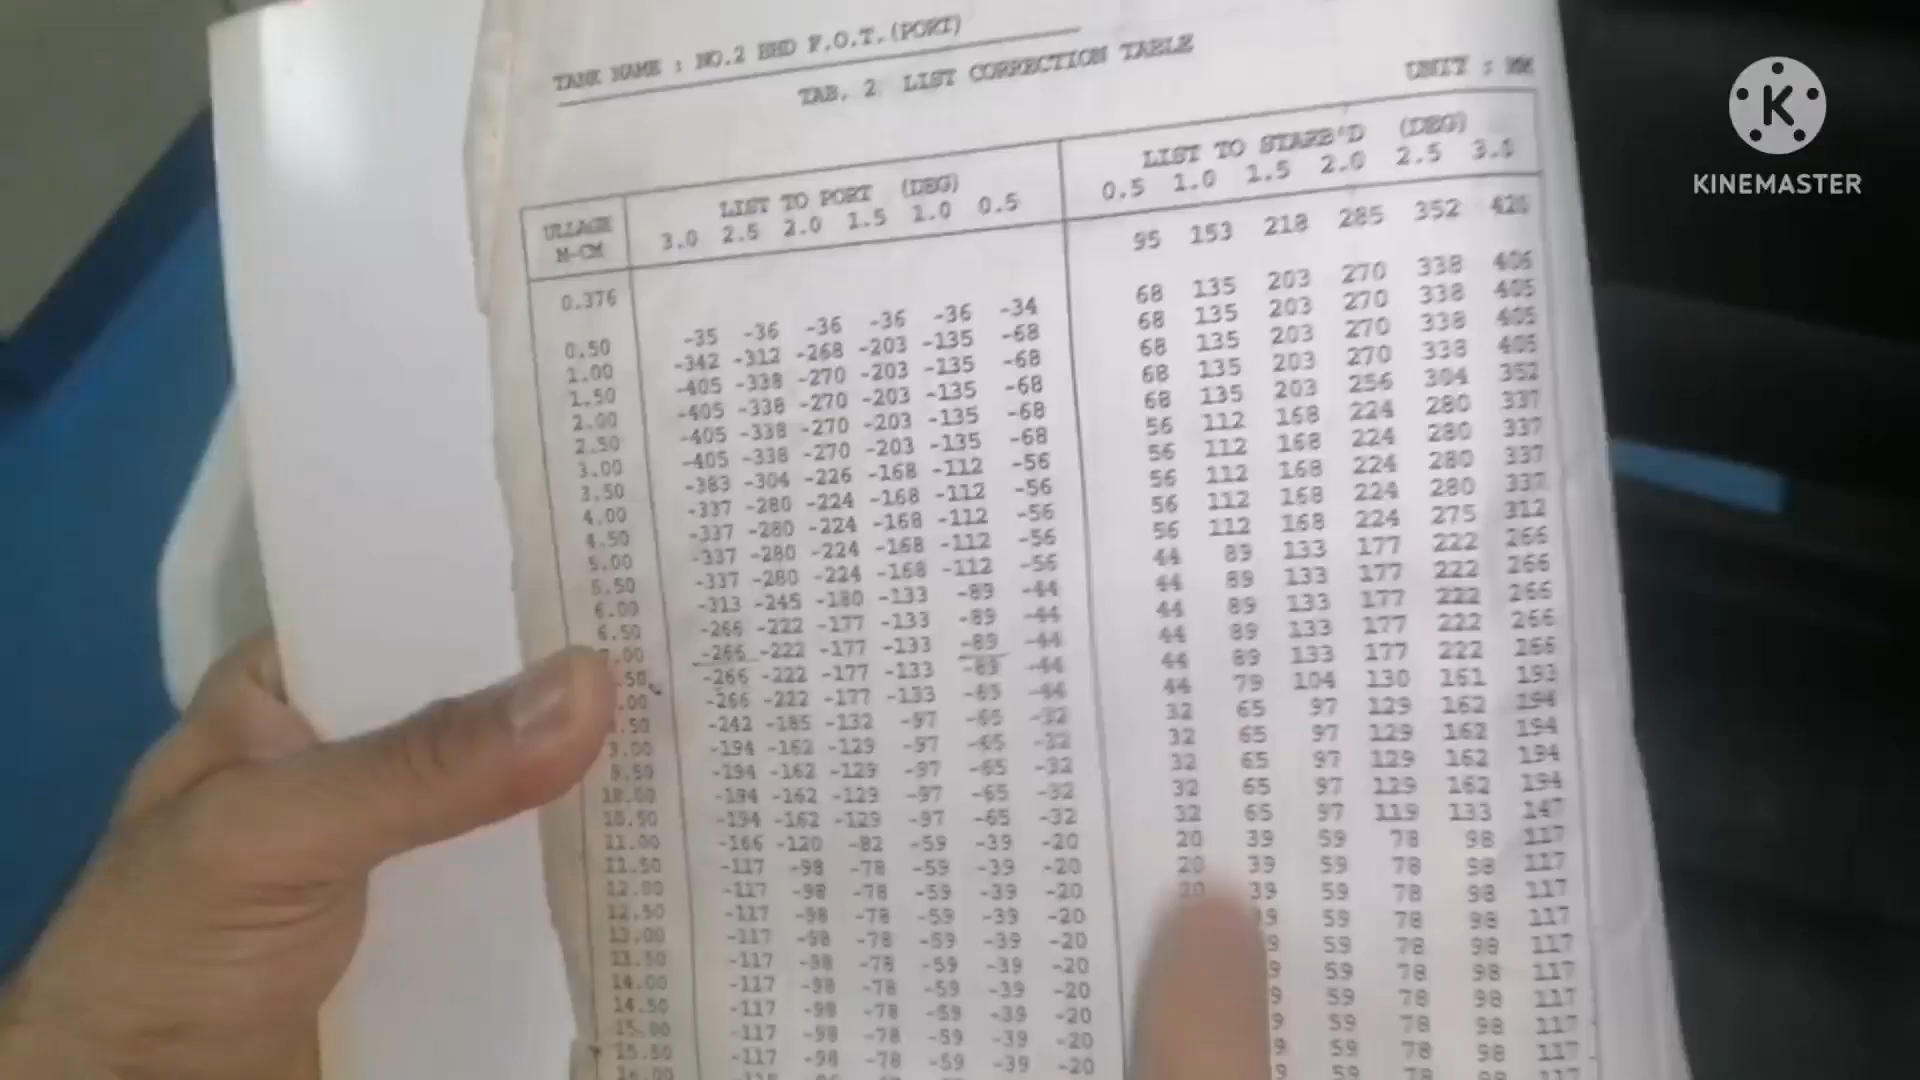 TANK NAME : NO.2 BHD F.O.T.(PORT)
TAB. 2 LIST CORRECTION TABLE
UNIT : MM
ULLAGE M-CM
LIST TO PORT (DEG)
3.0 2.5 2.0 1.5 1.0 0.5
LIST TO STARB'D (DEG)
0.5 1.0 1.5 2.0 2.5 3.0
0.376 95 153 218 285 352 420
0.50 -35 -36 -36 -36 -36 -34 68 135 203 270 338 406
1.00 -342 -312 -268 -203 -135 -68 68 135 203 270 338 405
1.50 -405 -338 -270 -203 -135 -68 68 135 203 270 338 405
2.00 -405 -338 -270 -203 -135 -68 68 135 203 270 338 405
2.50 -405 -338 -270 -203 -135 -68 68 135 203 256 304 352
3.00 -405 -338 -270 -203 -135 -68 56 112 168 224 280 337
3.50 -383 -304 -226 -168 -112 -56 56 112 168 224 280 337
4.00 -337 -280 -224 -168 -112 -56 56 112 168 224 280 337
4.50 -337 -280 -224 -168 -112 -56 56 112 168 224 280 337
5.00 -337 -280 -224 -168 -112 -56 56 112 168 224 275 312
5.50 -337 -280 -224 -168 -112 -56 44 89 133 177 222 266
6.00 -313 -245 -180 -133 -89 -44 44 89 133 177 222 266
6.50 -266 -222 -177 -133 -89 -44 44 89 133 177 222 266
7.00 -266 -222 -177 -133 -89 -44 44 89 133 177 222 266
.50 -266 -222 -177 -133 -89 -44 44 89 133 177 222 266
.00 -266 -222 -177 -133 -65 -44 44 79 104 130 161 193
.50 -242 -185 -132 -97 -65 -32 32 65 97 129 162 194
9.00 -194 -162 -129 -97 -65 -32 32 65 97 129 162 194
9.50 -194 -162 -129 -97 -65 -32 32 65 97 129 162 194
10.00 -194 -162 -129 -97 -65 -32 32 65 97 129 162 194
10.50 -194 -162 -129 -97 -65 -32 32 65 97 119 133 147
11.00 -166 -120 -82 -59 -39 -20 20 39 59 78 98 117
11.50 -117 -98 -78 -59 -39 -20 20 39 59 78 98 117
12.00 -117 -98 -78 -59 -39 -20 20 39 59 78 98 117
12.50 -117 -98 -78 -59 -39 -20 59 78 98 117
13.00 -117 -98 -78 -59 -39 -20 59 78 98 117
13.50 -117 -98 -78 -59 -39 -20 59 78 98 117
14.00 -117 -98 -78 -59 -39 -20 59 78 98 117
14.50 -117 -98 -78 -59 -39 -20 59 78 98 117
15.00 -117 -98 -78 -59 -39 -20 59 78 98 117
15.50 -117 -98 -78 -59 -39 -20 59 78 98 117
16.00
K
KINEMASTER